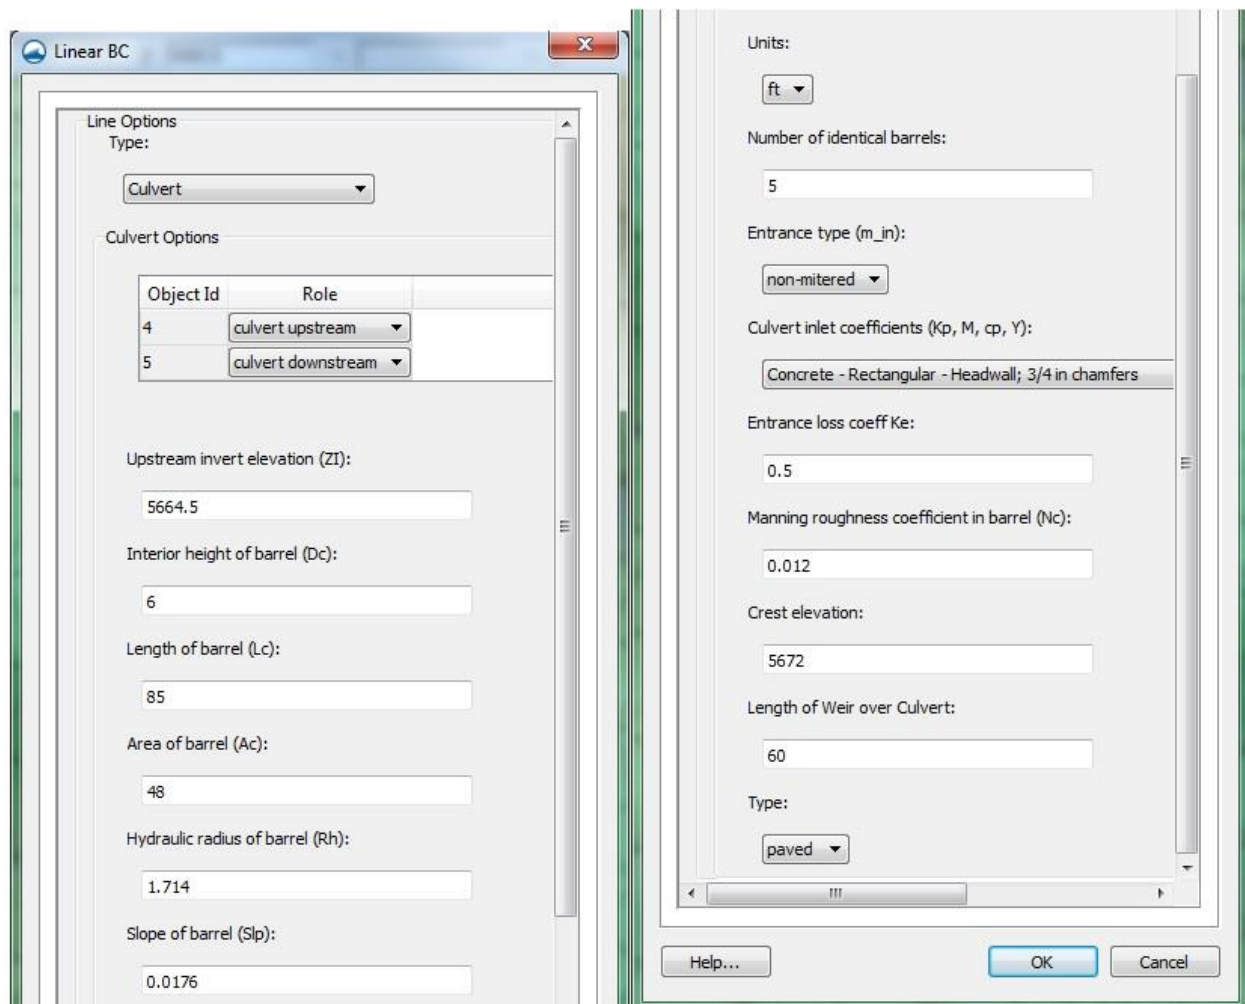 Linear BC
Line Options
Type:
Culvert
Culvert Options
Object Id Role
4 culvert upstream
5 culvert downstream
Upstream invert elevation (ZI):
5664.5
Interior height of barrel (Dc):
6
Length of barrel (Lc):
85
Area of barrel (Ac):
48
Hydraulic radius of barrel (Rh):
1.714
Slope of barrel (Slp):
0.0176
Units:
ft
Number of identical barrels:
5
Entrance type (m_in):
non-mitered
Culvert inlet coefficients (Kp, M, cp, Y):
Concrete - Rectangular - Headwall; 3/4 in chamfers
Entrance loss coeff Ke:
0.5
Manning roughness coefficient in barrel (Nc):
0.012
Crest elevation:
5672
Length of Weir over Culvert:
60
Type:
paved
Help...
OK
Cancel